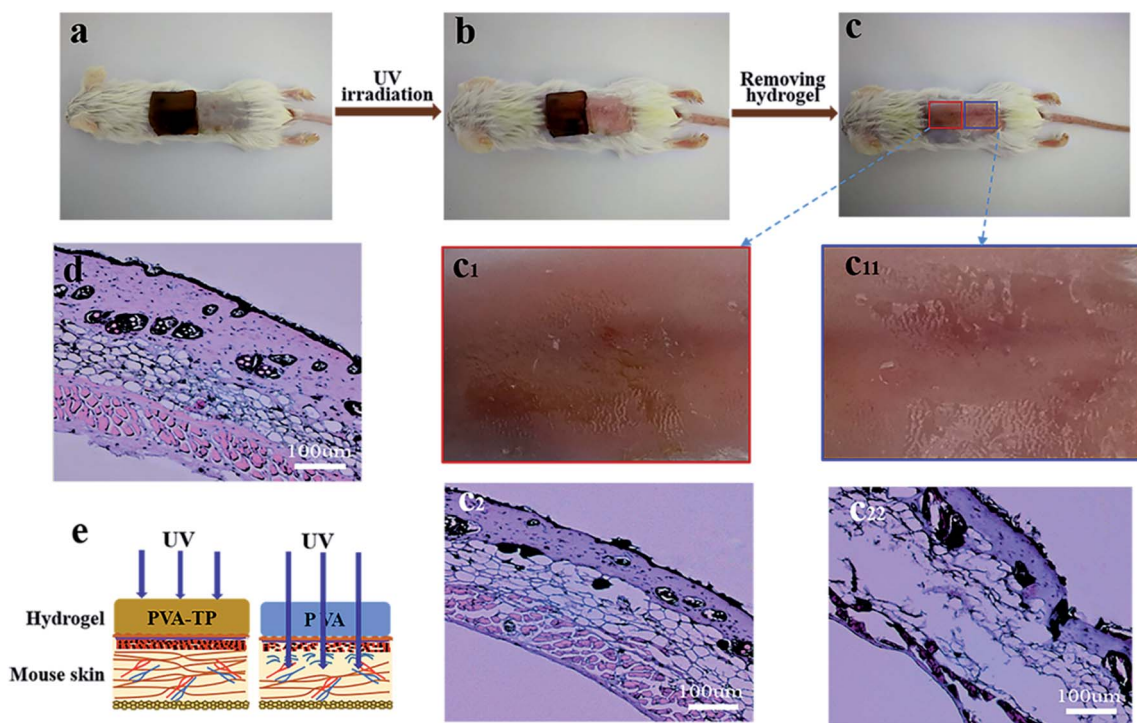 a
UV
irradiation
b
Removing
hydrogel
c
d
100um
c1
c11
e
UV
UV
Hydrogel
PVA-TP
PVA
Mouse skin
c2
100um
c22
100um